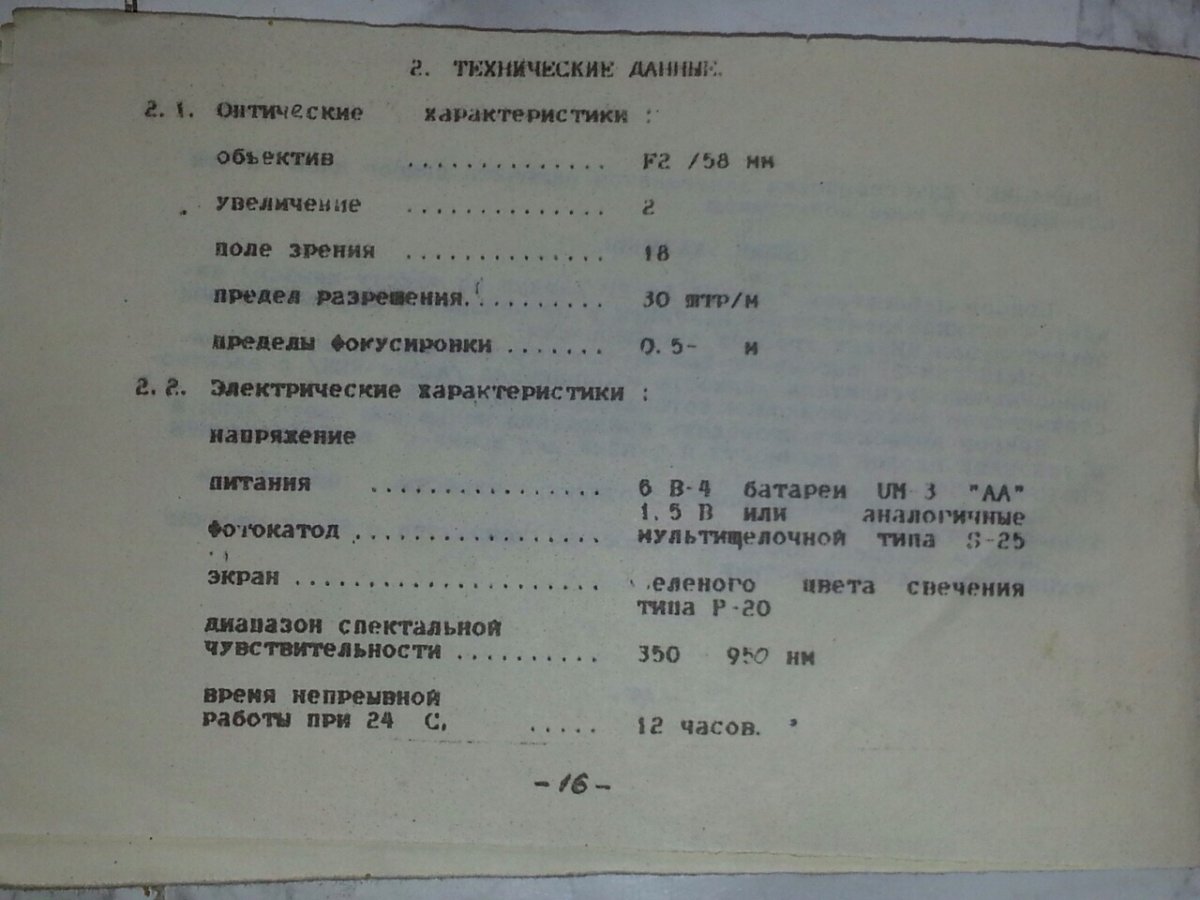 2. ТЕХНИЧЕСКИЕ ДАННЫЕ.
2. 1. Оптические характеристики :
объектив .............. F2 /58 мм
увеличение .............. 2
поле зрения .............. 18
предел разрешения.......... 30 штр/м
пределы фокусировки ....... 0.5- м
2. 2. Электрические характеристики :
напряжение
питания ................ 6 В-4 батареи UM-3 "АА"
1.5 В или аналогичные
фотокатод ................. мультищелочной типа S-25
экран ..................... еленого цвета свечения
типа Р-20
диапазон спектальной
чувствительности .......... 350 950 нм
время непреывной
работы при 24 С, ..... 12 часов.
-16-